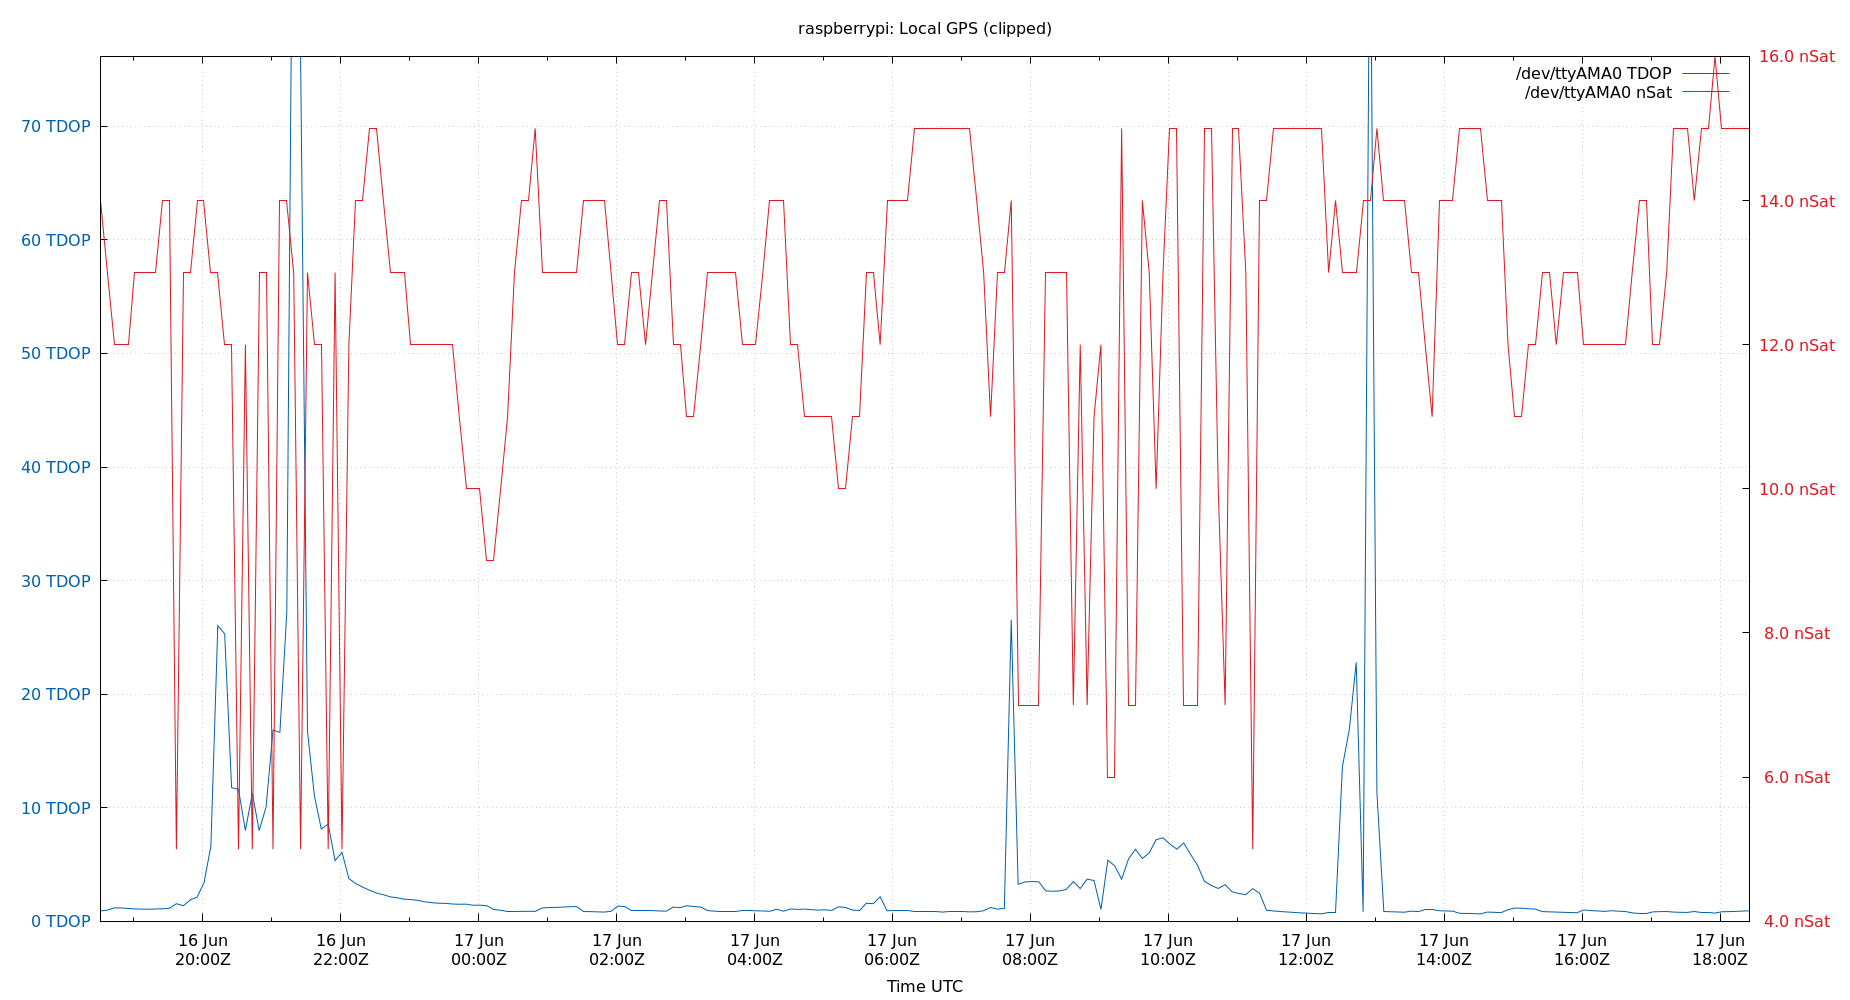 raspberrypi: Local GPS (clipped)
/dev/ttyAMA0 TDOP
/dev/ttyAMA0 nSat
70 TDOP
60 TDOP
50 TDOP
40 TDOP
30 TDOP
20 TDOP
10 TDOP
0 TDOP
16.0 nSat
14.0 nSat
12.0 nSat
10.0 nSat
8.0 nSat
6.0 nSat
4.0 nSat
16 Jun
20:00Z
16 Jun
22:00Z
17 Jun
00:00Z
17 Jun
02:00Z
17 Jun
04:00Z
17 Jun
06:00Z
17 Jun
08:00Z
17 Jun
10:00Z
17 Jun
12:00Z
17 Jun
14:00Z
17 Jun
16:00Z
17 Jun
18:00Z
Time UTC